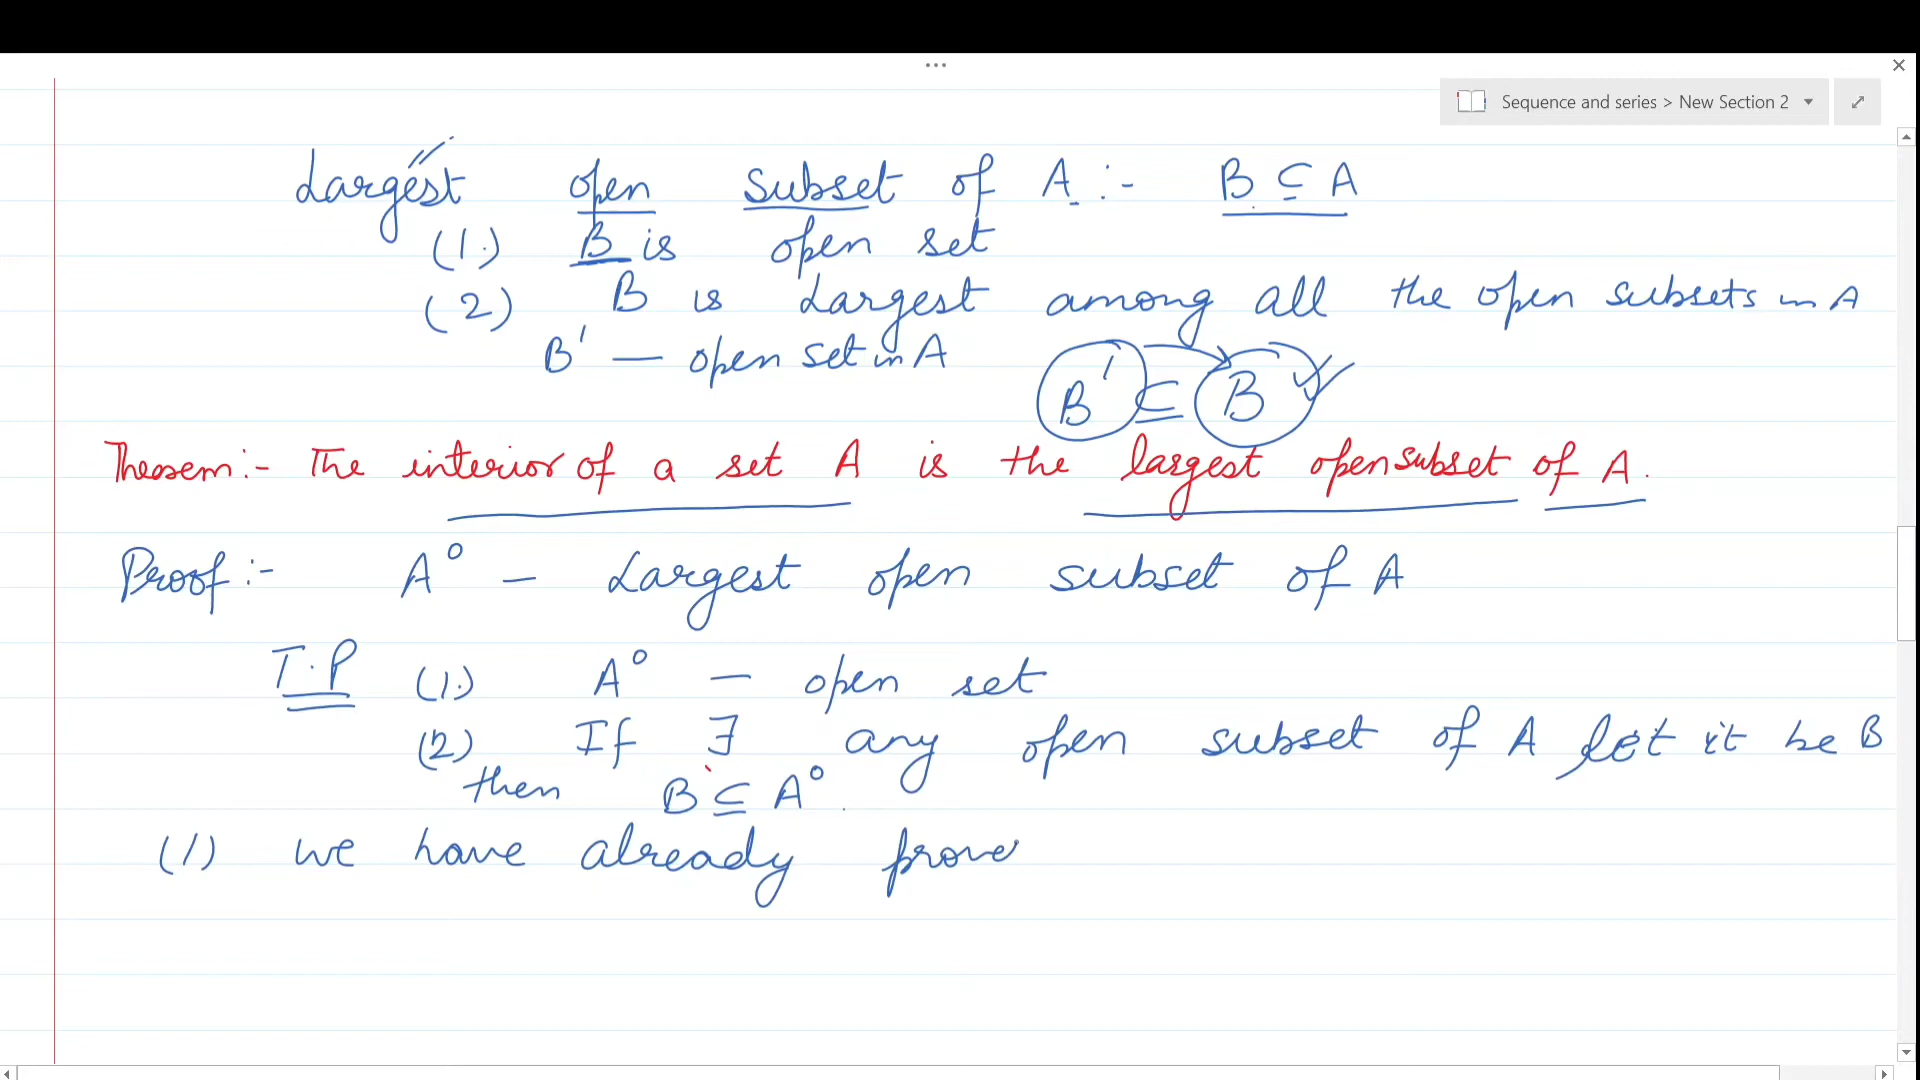 Sequence and series > New Section 2
Largest open subset of A :- B ⊆ A
(1.) B is open set
(2) B is Largest among all the open subsets in A
B' — open set in A
B' ⊆ B
Theorem :- The interior of a set A is the largest open subset of A.
Proof :- A° – Largest open subset of A
T.P (1.) A° – open set
(2) If ∃ any open subset of A let it be B
then B ⊆ A°
(1) we have already prove